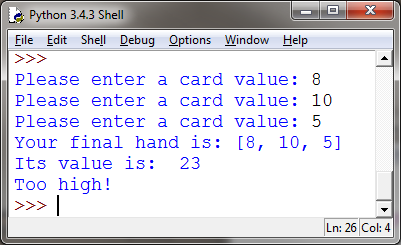 Python 3.4.3 Shell
File Edit Shell Debug Options Window Help
>>>
Please enter a card value: 8
Please enter a card value: 10
Please enter a card value: 5
Your final hand is: [8, 10, 5]
Its value is:  23
Too high!
>>>
Ln: 26 Col: 4